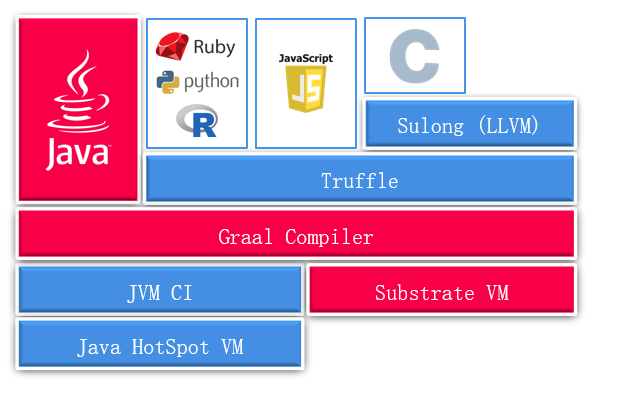 Java
Ruby
python
R
JavaScript
JS
C
Sulong (LLVM)
Truffle
Graal Compiler
JVM CI
Substrate VM
Java HotSpot VM